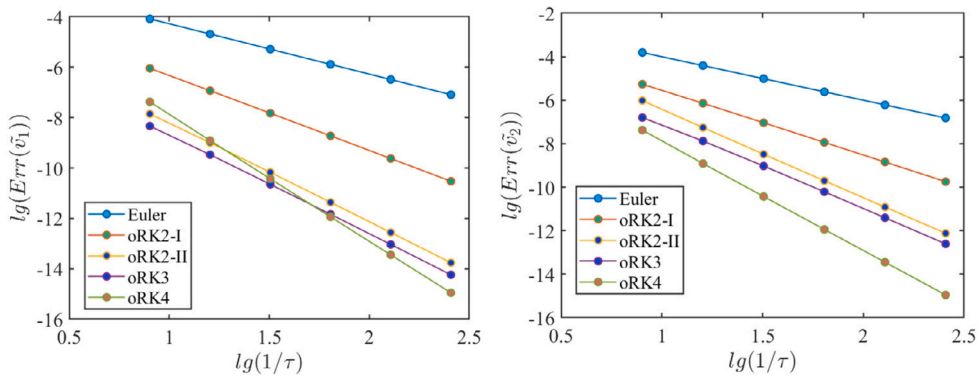 -4
-6
-8
-10
-12
-14
-16
lg(Err(ṽ₁))
Euler
oRK2-I
oRK2-II
oRK3
oRK4
0.5
1
1.5
2
2.5
lg(1/τ)
-2
-4
-6
-8
-10
-12
-14
-16
lg(Err(ṽ₂))
Euler
oRK2-I
oRK2-II
oRK3
oRK4
0.5
1
1.5
2
2.5
lg(1/τ)